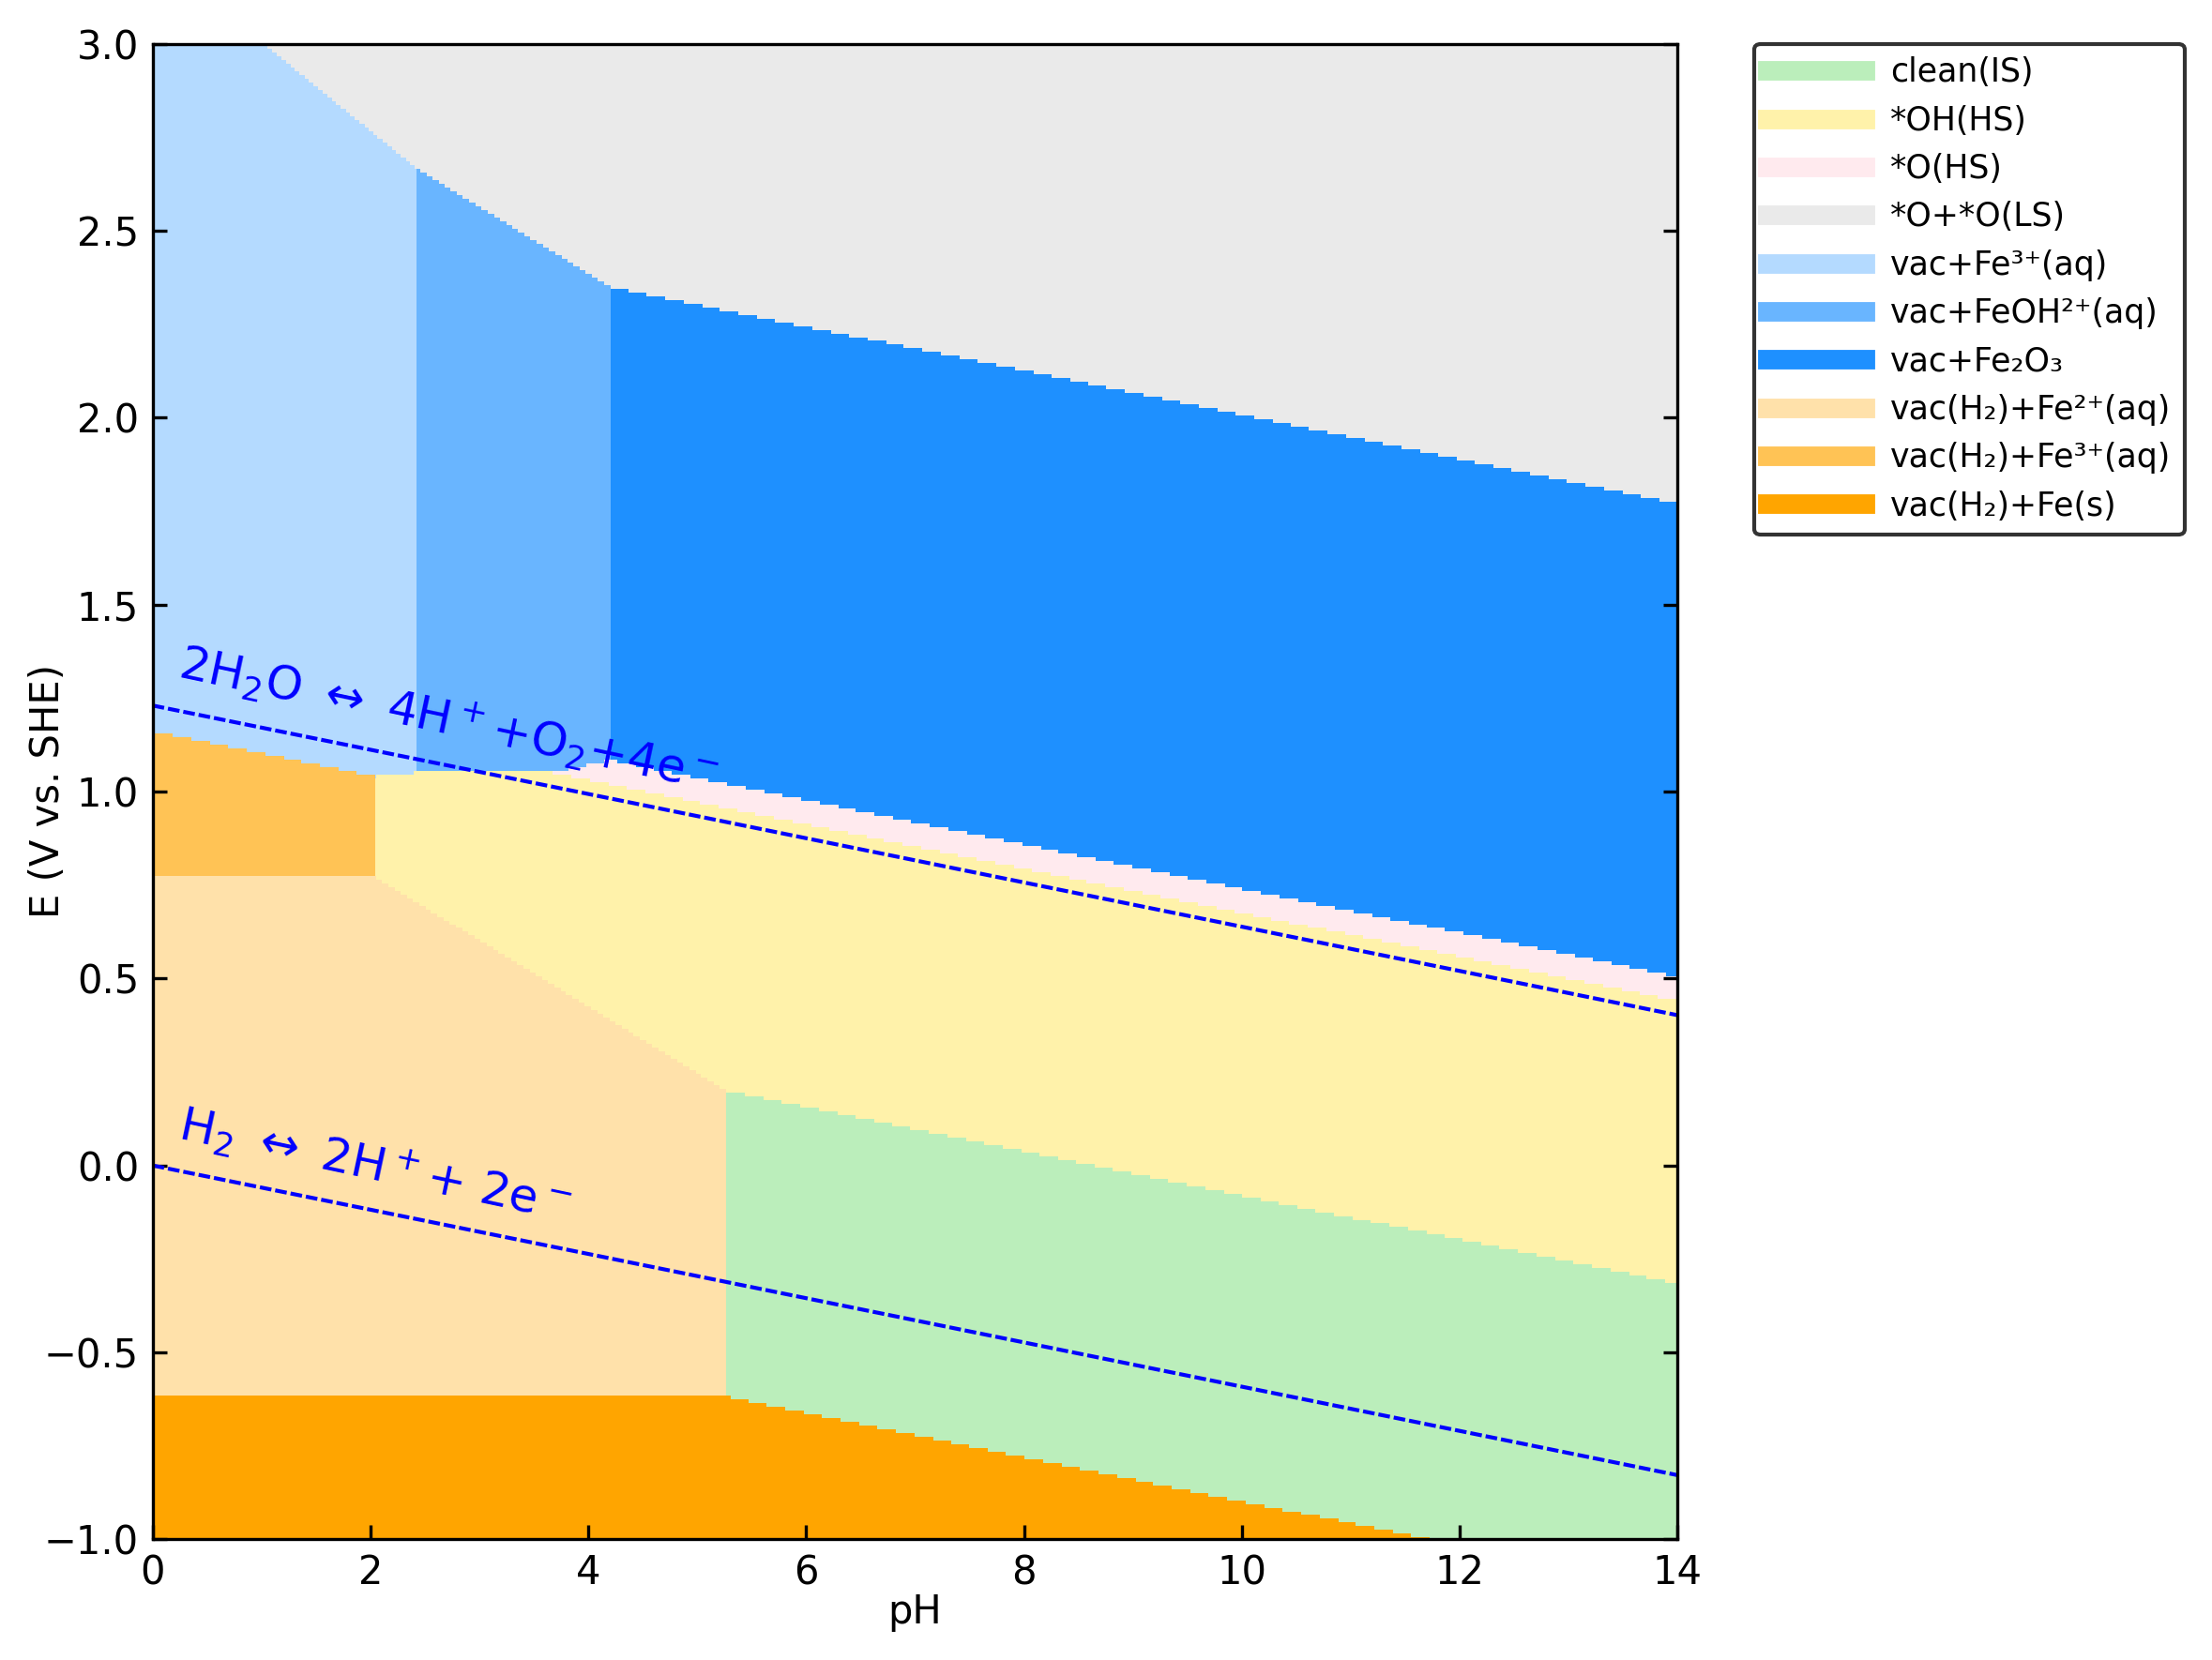 3.0
2.5
2.0
1.5
1.0
0.5
0.0
−0.5
−1.0
E (V vs. SHE)
0 2 4 6 8 10 12 14
pH
2H₂O ↔ 4H⁺+O₂+4e⁻
H₂ ↔ 2H⁺+ 2e⁻
clean(IS)
*OH(HS)
*O(HS)
*O+*O(LS)
vac+Fe³⁺(aq)
vac+FeOH²⁺(aq)
vac+Fe₂O₃
vac(H₂)+Fe²⁺(aq)
vac(H₂)+Fe³⁺(aq)
vac(H₂)+Fe(s)